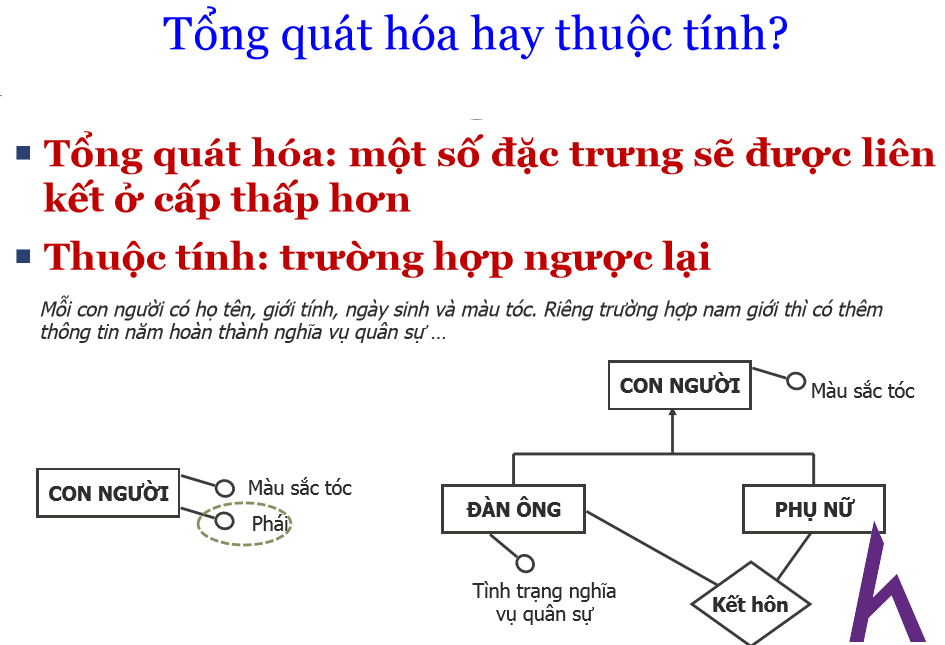 Tổng quát hóa hay thuộc tính?
Tổng quát hóa: một số đặc trưng sẽ được liên
kết ở cấp thấp hơn
Thuộc tính: trường hợp ngược lại
Mỗi con người có họ tên, giới tính, ngày sinh và màu tóc. Riêng trường hợp nam giới thì có thêm
thông tin năm hoàn thành nghĩa vụ quân sự ...
CON NGƯỜI
Màu sắc tóc
CON NGƯỜI
Màu sắc tóc
Phái
ĐÀN ÔNG
PHỤ NỮ
Tình trạng nghĩa
vụ quân sự
Kết hôn